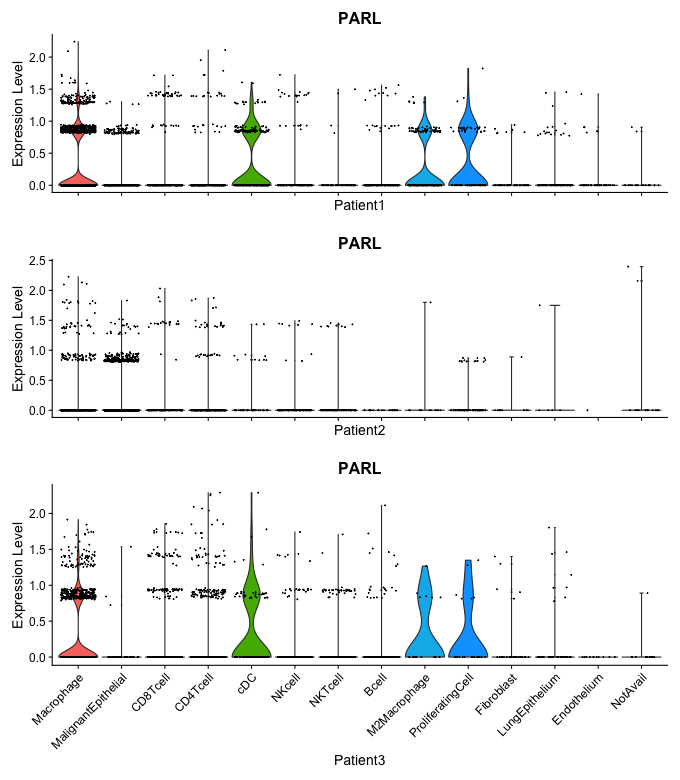 PARL
Expression Level
2.0
1.5
1.0
0.5
0.0
Patient1
PARL
Expression Level
2.5
2.0
1.5
1.0
0.5
0.0
Patient2
PARL
Expression Level
2.0
1.5
1.0
0.5
0.0
Macrophage
MalignantEpithelial
CD8Tcell
CD4Tcell
cDC
NKcell
NKTcell
Bcell
M2Macrophage
ProliferatingCell
Fibroblast
LungEpithelium
Endothelium
NotAvail
Patient3